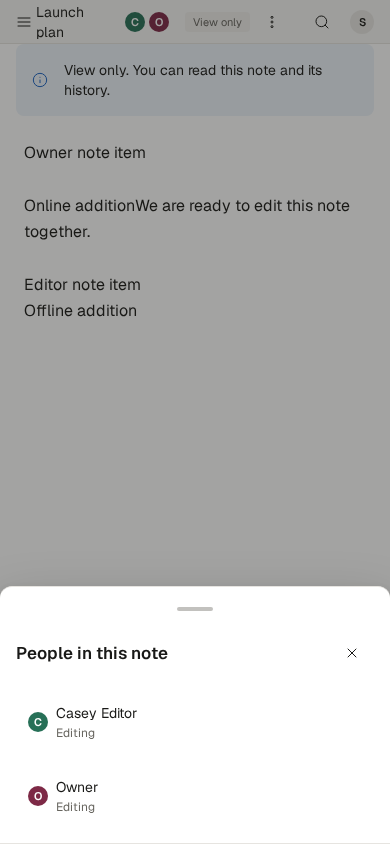 Launch
plan
C
O
View only
S
View only. You can read this note and its
history.
Owner note item
Online additionWe are ready to edit this note
together.
Editor note item
Offline addition
People in this note
C
Casey Editor
Editing
O
Owner
Editing